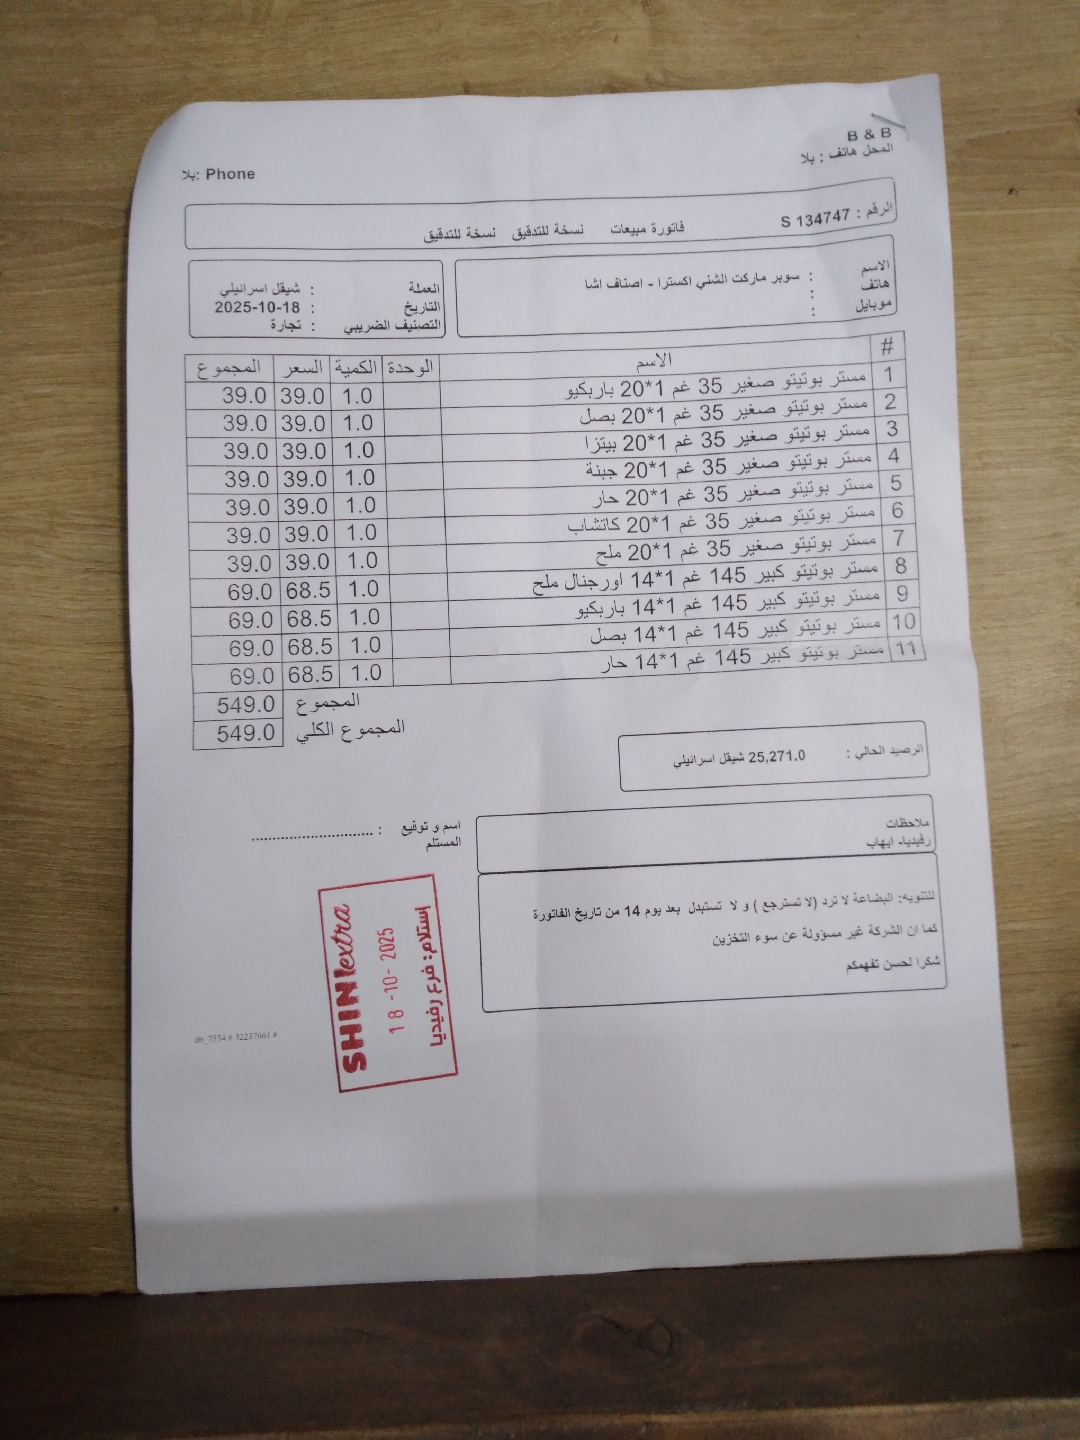 B & B
المحل هاتف : بلا
Phone :بلا
الرقم : S 134747
فاتورة مبيعات نسخة للتدقيق نسخة للتدقيق
الاسم : سوبر ماركت الشني اكسترا - اصناف اشا
هاتف :
موبايل :
العملة : شيقل اسرائيلي
التاريخ : 2025-10-18
التصنيف الضريبي : تجارة
# الاسم الوحدة الكمية السعر المجموع
1 مستر بوتيتو صغير 35 غم 1*20 باربكيو 1.0 39.0 39.0
2 مستر بوتيتو صغير 35 غم 1*20 بصل 1.0 39.0 39.0
3 مستر بوتيتو صغير 35 غم 1*20 بيتزا 1.0 39.0 39.0
4 مستر بوتيتو صغير 35 غم 1*20 جبنة 1.0 39.0 39.0
5 مستر بوتيتو صغير 35 غم 1*20 حار 1.0 39.0 39.0
6 مستر بوتيتو صغير 35 غم 1*20 كاتشاب 1.0 39.0 39.0
7 مستر بوتيتو صغير 35 غم 1*20 ملح 1.0 39.0 39.0
8 مستر بوتيتو كبير 145 غم 1*14 اورجنال ملح 1.0 68.5 69.0
9 مستر بوتيتو كبير 145 غم 1*14 باربكيو 1.0 68.5 69.0
10 مستر بوتيتو كبير 145 غم 1*14 بصل 1.0 68.5 69.0
11 مستر بوتيتو كبير 145 غم 1*14 حار 1.0 68.5 69.0
المجموع 549.0
المجموع الكلي 549.0
الرصيد الحالي : 25,271.0 شيقل اسرائيلي
ملاحظات
رفيديا- ايهاب
اسم و توقيع : .............................
المستلم
للتنويه: البضاعة لا ترد (لا تسترجع ) و لا تستبدل بعد يوم 14 من تاريخ الفاتورة
كما ان الشركة غير مسؤولة عن سوء التخزين
شكرا لحسن تفهمكم
SHINI extra
18 -10- 2025
إستلام: فرع رفيديا
db_7554 # 32237661 #